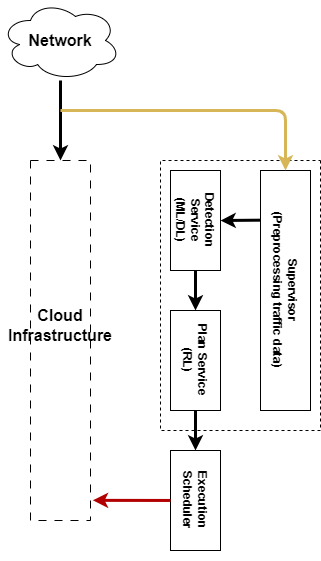 Network
Detection
Service
(ML/DL)
Supervisor
(Preprocessing traffic data)
Cloud
Infrastructure
Plan Service
(RL)
Execution
Scheduler